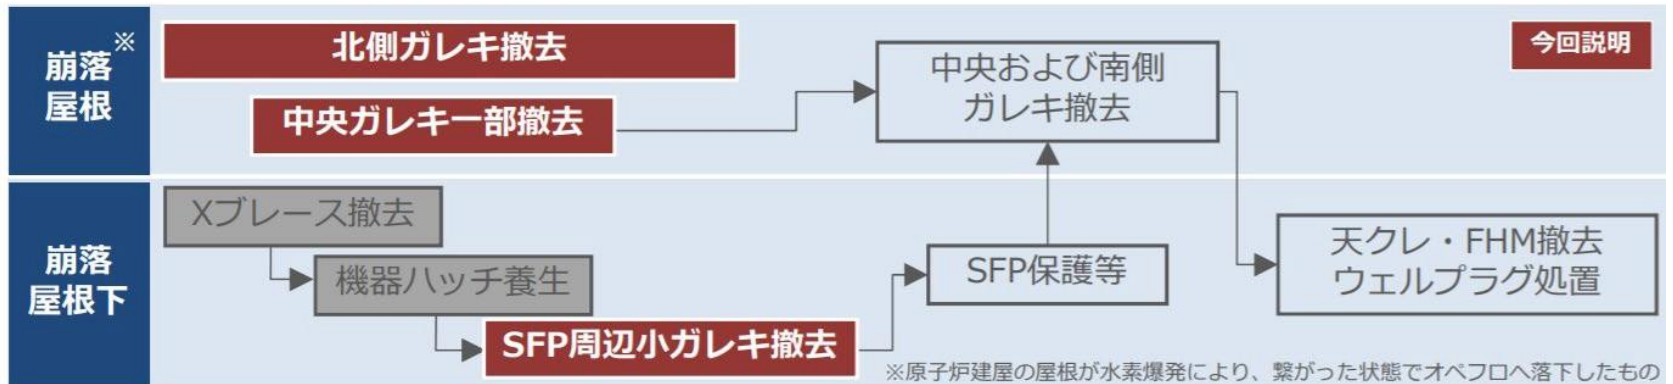 崩落※
屋根
北側ガレキ撤去
今回説明
中央ガレキ一部撤去
中央および南側
ガレキ撤去
崩落
屋根下
Xブレース撤去
機器ハッチ養生
SFP周辺小ガレキ撤去
SFP保護等
天クレ・FHM撤去
ウェルプラグ処置
※原子炉建屋の屋根が水素爆発により、繋がった状態でオペフロへ落下したもの